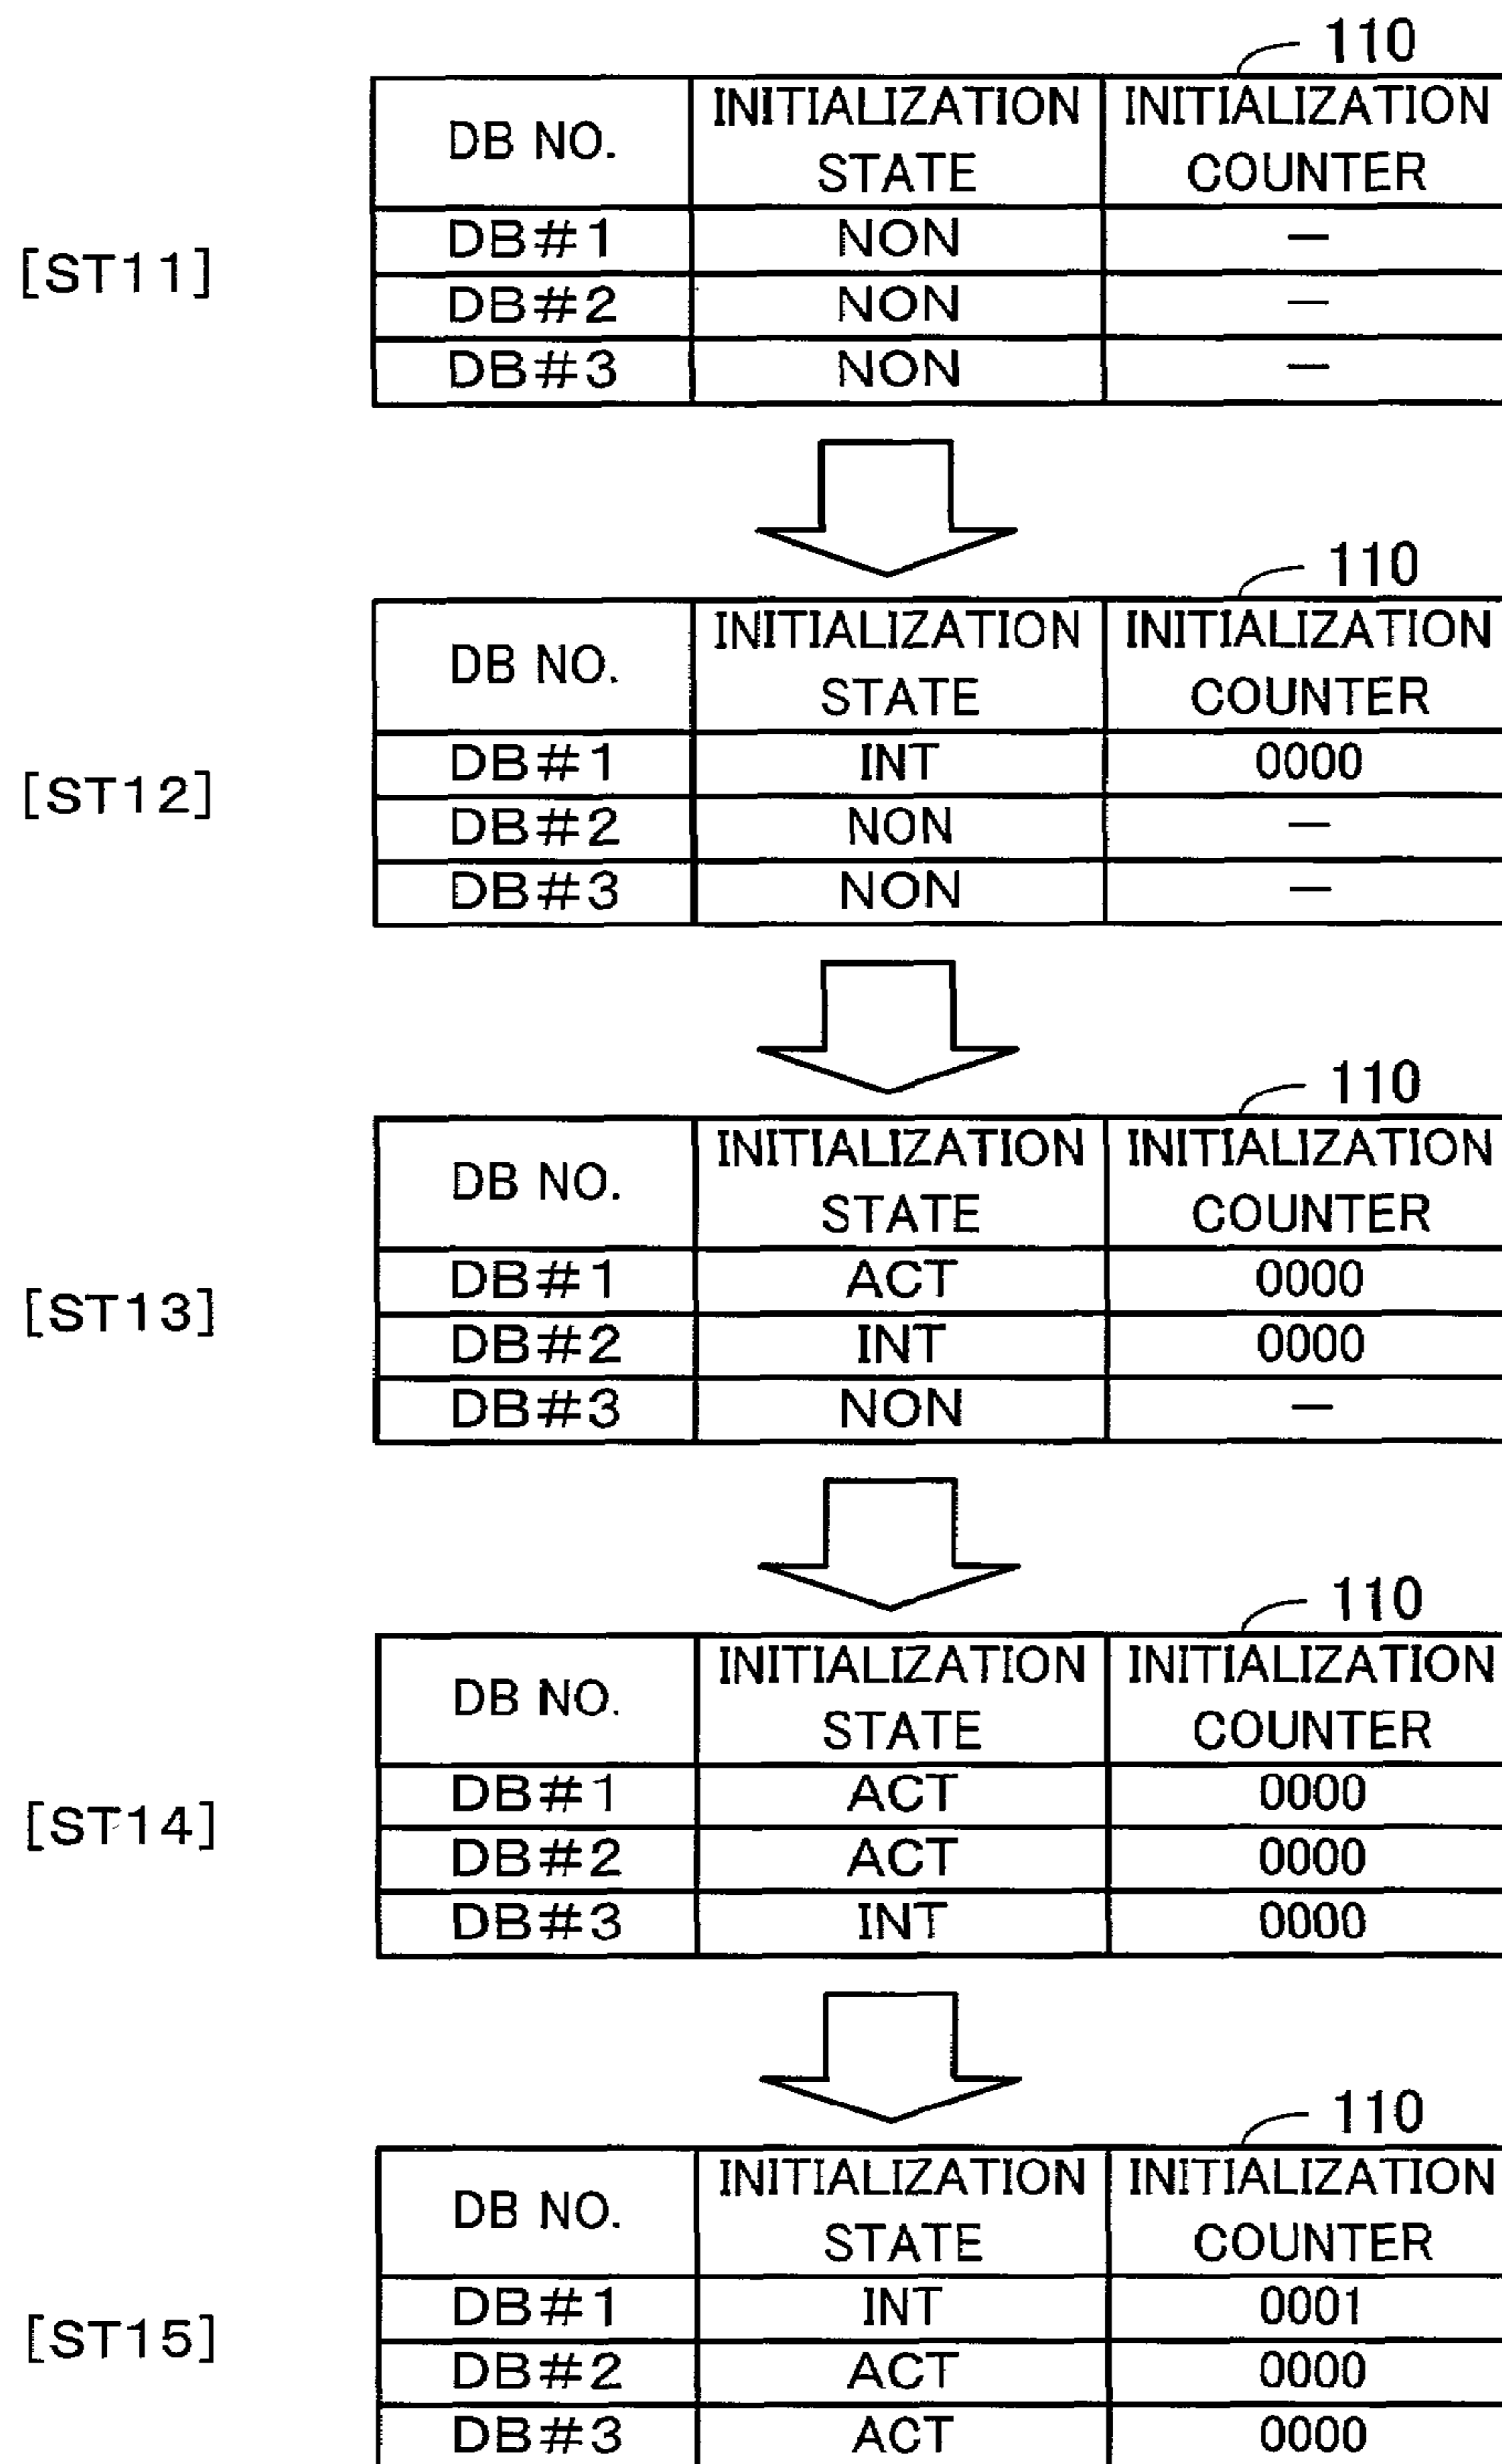 110
DB NO. INITIALIZATION STATE INITIALIZATION COUNTER
[ST11]
DB#1 NON —
DB#2 NON —
DB#3 NON —
110
DB NO. INITIALIZATION STATE INITIALIZATION COUNTER
[ST12]
DB#1 INT 0000
DB#2 NON —
DB#3 NON —
110
DB NO. INITIALIZATION STATE INITIALIZATION COUNTER
[ST13]
DB#1 ACT 0000
DB#2 INT 0000
DB#3 NON —
110
DB NO. INITIALIZATION STATE INITIALIZATION COUNTER
[ST14]
DB#1 ACT 0000
DB#2 ACT 0000
DB#3 INT 0000
110
DB NO. INITIALIZATION STATE INITIALIZATION COUNTER
[ST15]
DB#1 INT 0001
DB#2 ACT 0000
DB#3 ACT 0000